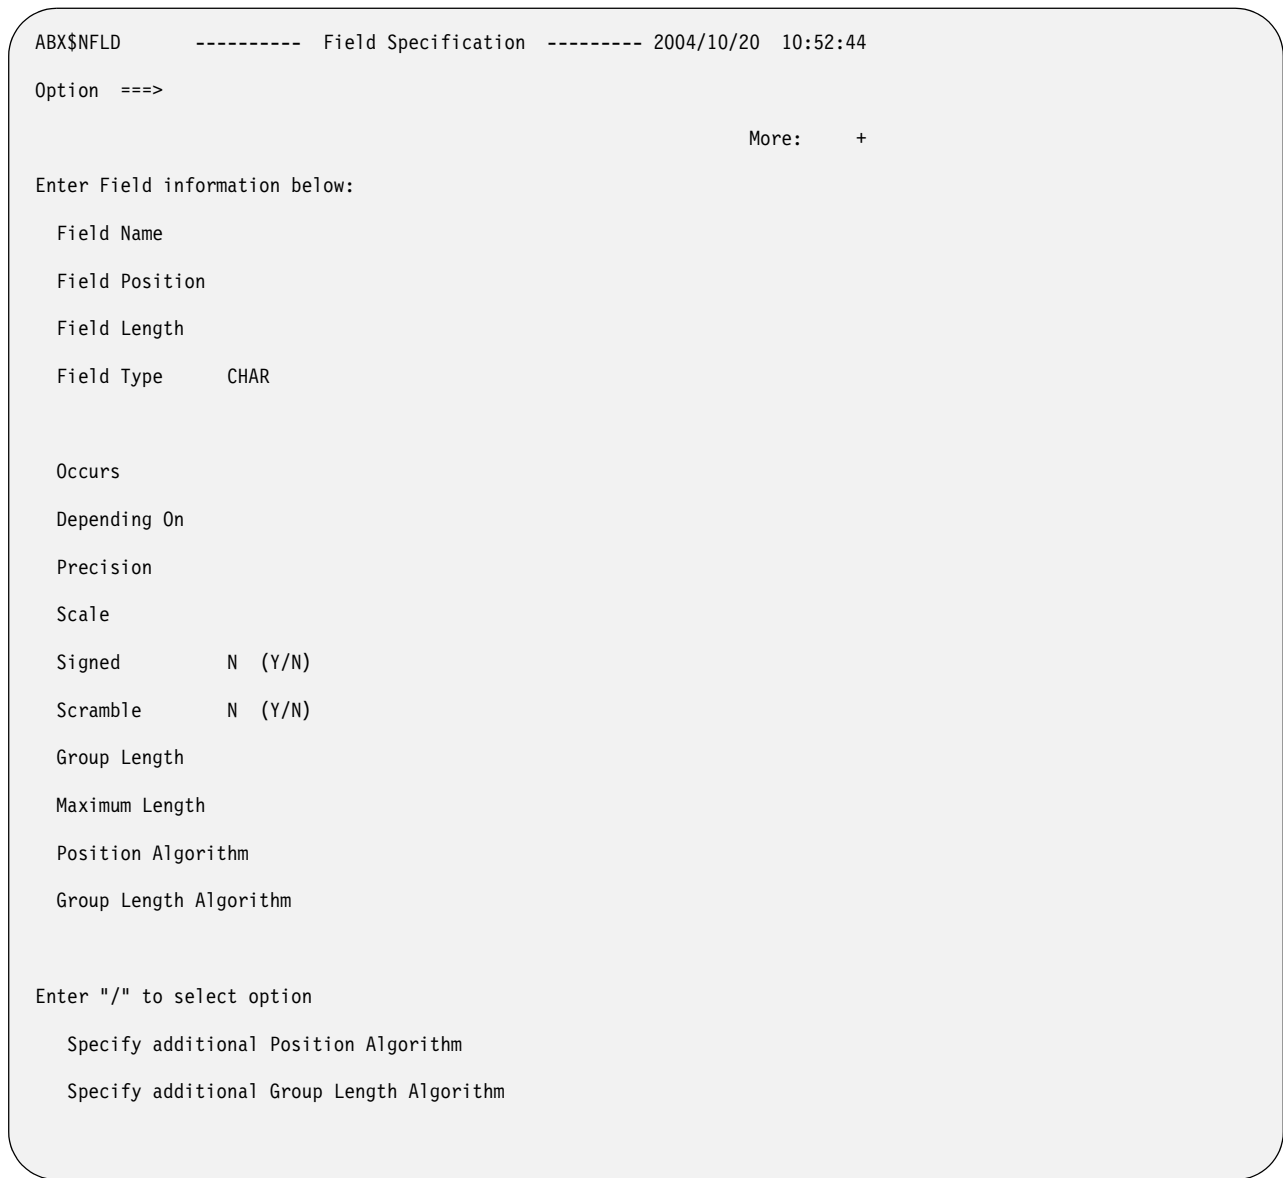 ABX$NFLD       ----------  Field Specification  --------- 2004/10/20  10:52:44
Option  ===>
More:     +
Enter Field information below:
Field Name
Field Position
Field Length
Field Type      CHAR
Occurs
Depending On
Precision
Scale
Signed          N  (Y/N)
Scramble        N  (Y/N)
Group Length
Maximum Length
Position Algorithm
Group Length Algorithm
Enter "/" to select option
Specify additional Position Algorithm
Specify additional Group Length Algorithm